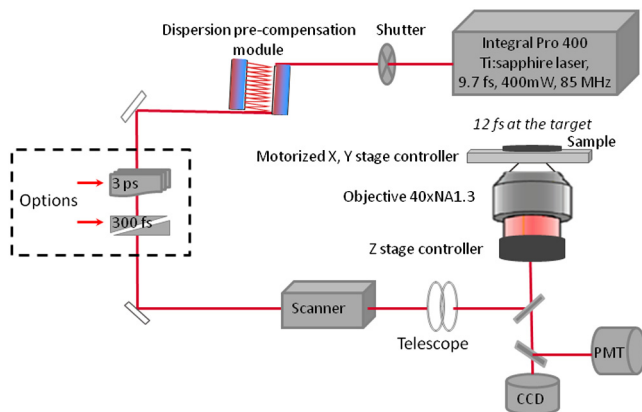 Dispersion pre-compensation
module
Shutter
Integral Pro 400
Ti:sapphire laser,
9.7 fs, 400mW, 85 MHz
12 fs at the target
Sample
Motorized X, Y stage controller
Options
3 ps
300 fs
Objective 40xNA1.3
Z stage controller
Scanner
Telescope
PMT
CCD